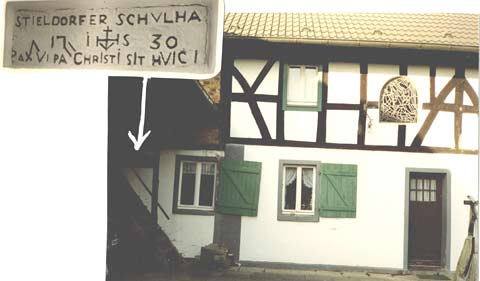 STIELDORFER SCHVLHA
17 IHS 30
PAX VI PA CHRISTI SIT HVIC I